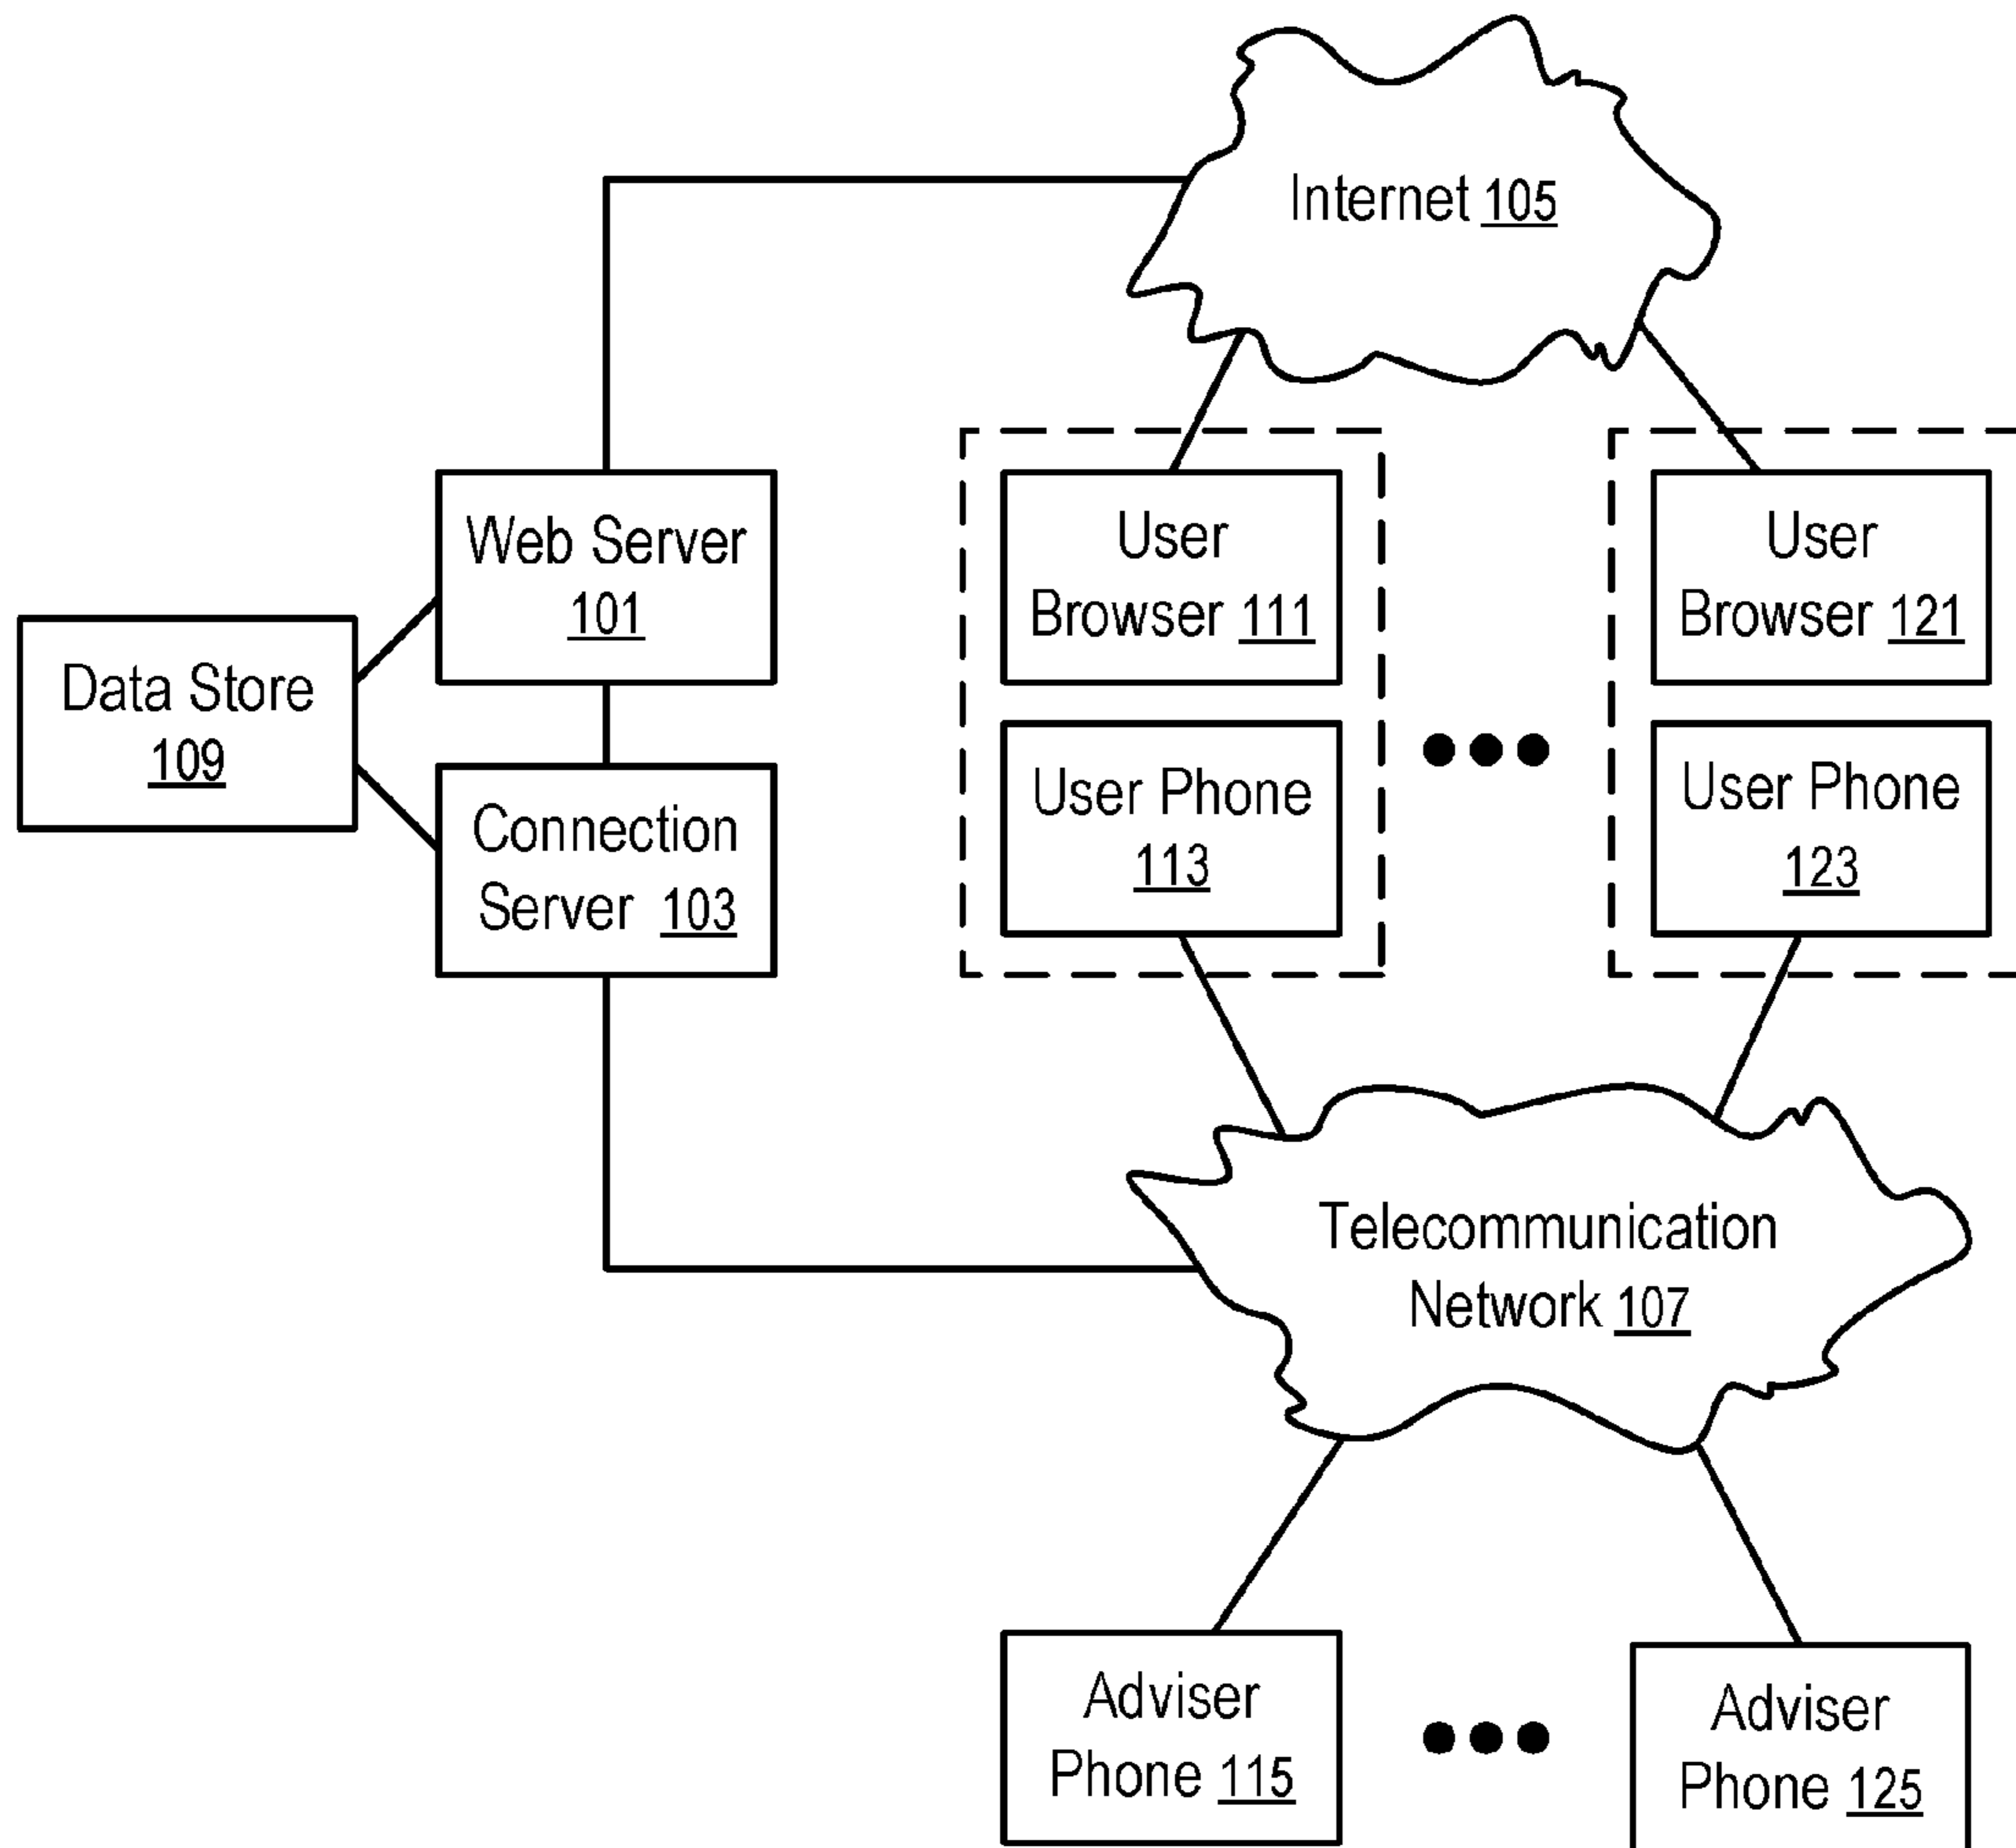 Internet 105
Web Server
101
User
Browser 111
User
Browser 121
Data Store
109
Connection
Server 103
User Phone
113
User Phone
123
Telecommunication
Network 107
Adviser
Phone 115
Adviser
Phone 125